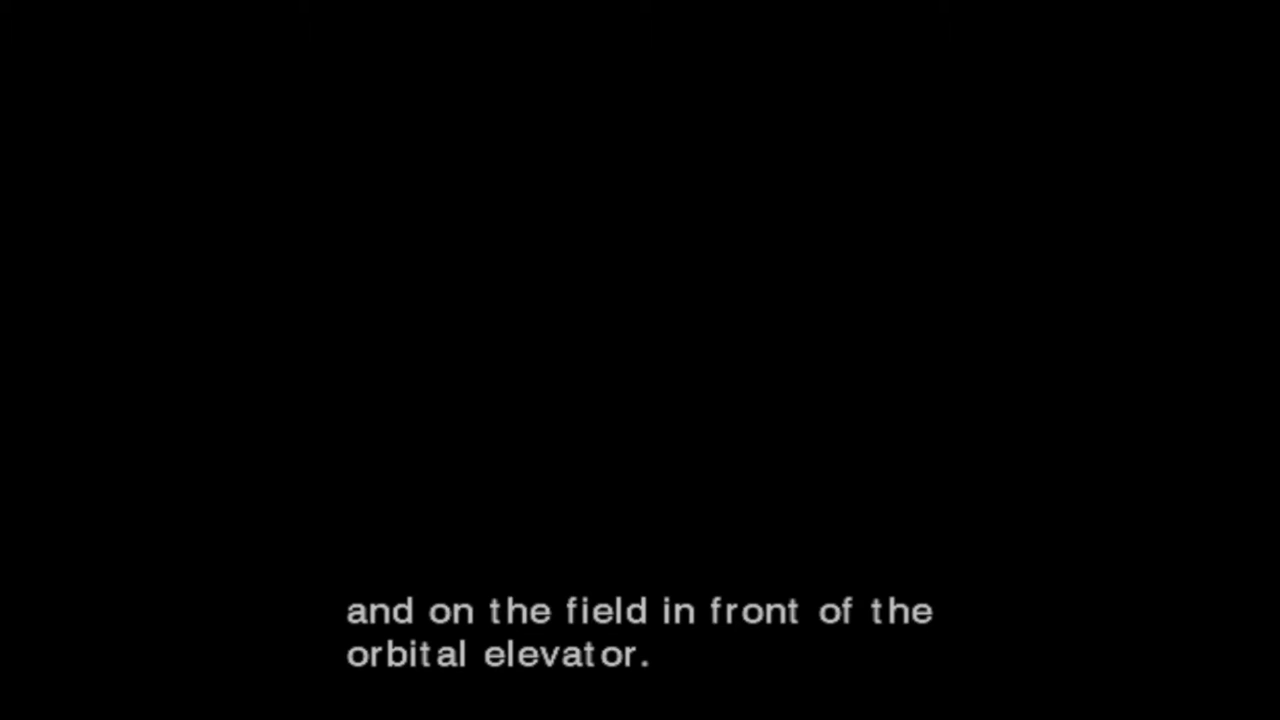 and on the field in front of the
orbital elevator.